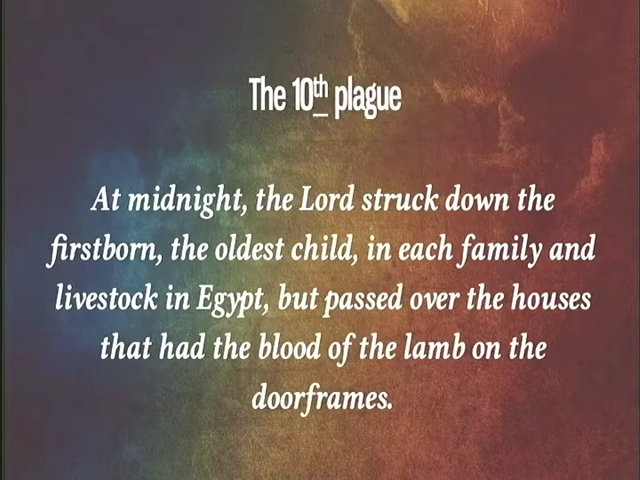 The 10th plague
At midnight, the Lord struck down the
firstborn, the oldest child, in each family and
livestock in Egypt, but passed over the houses
that had the blood of the lamb on the
doorframes.